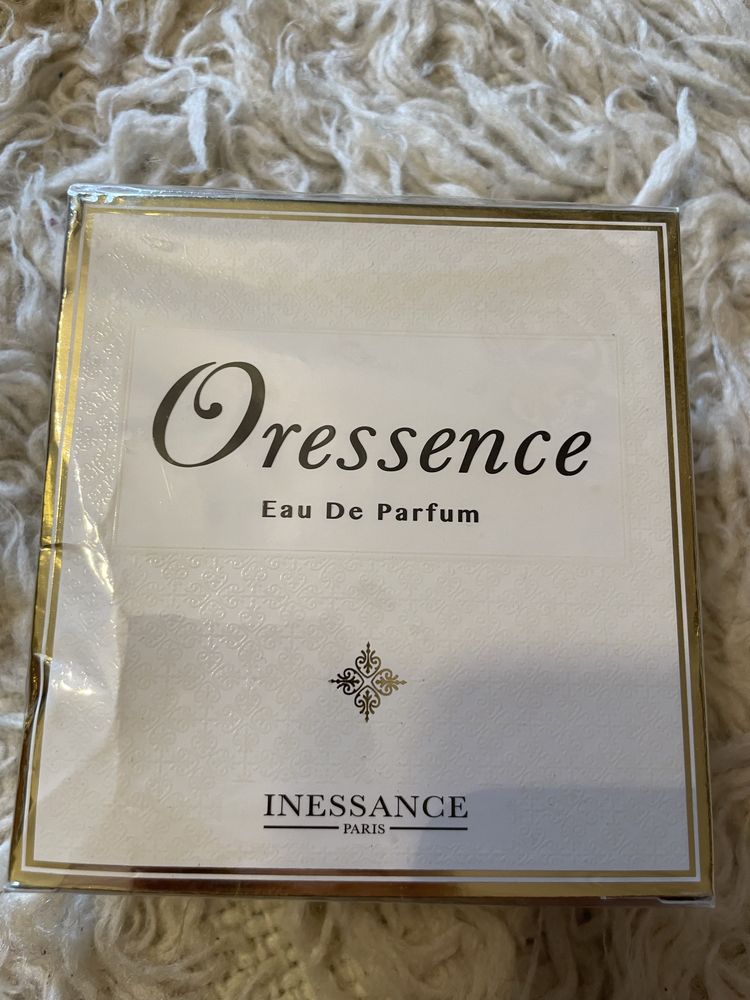 Oressence
Eau De Parfum
INESSANCE
PARIS